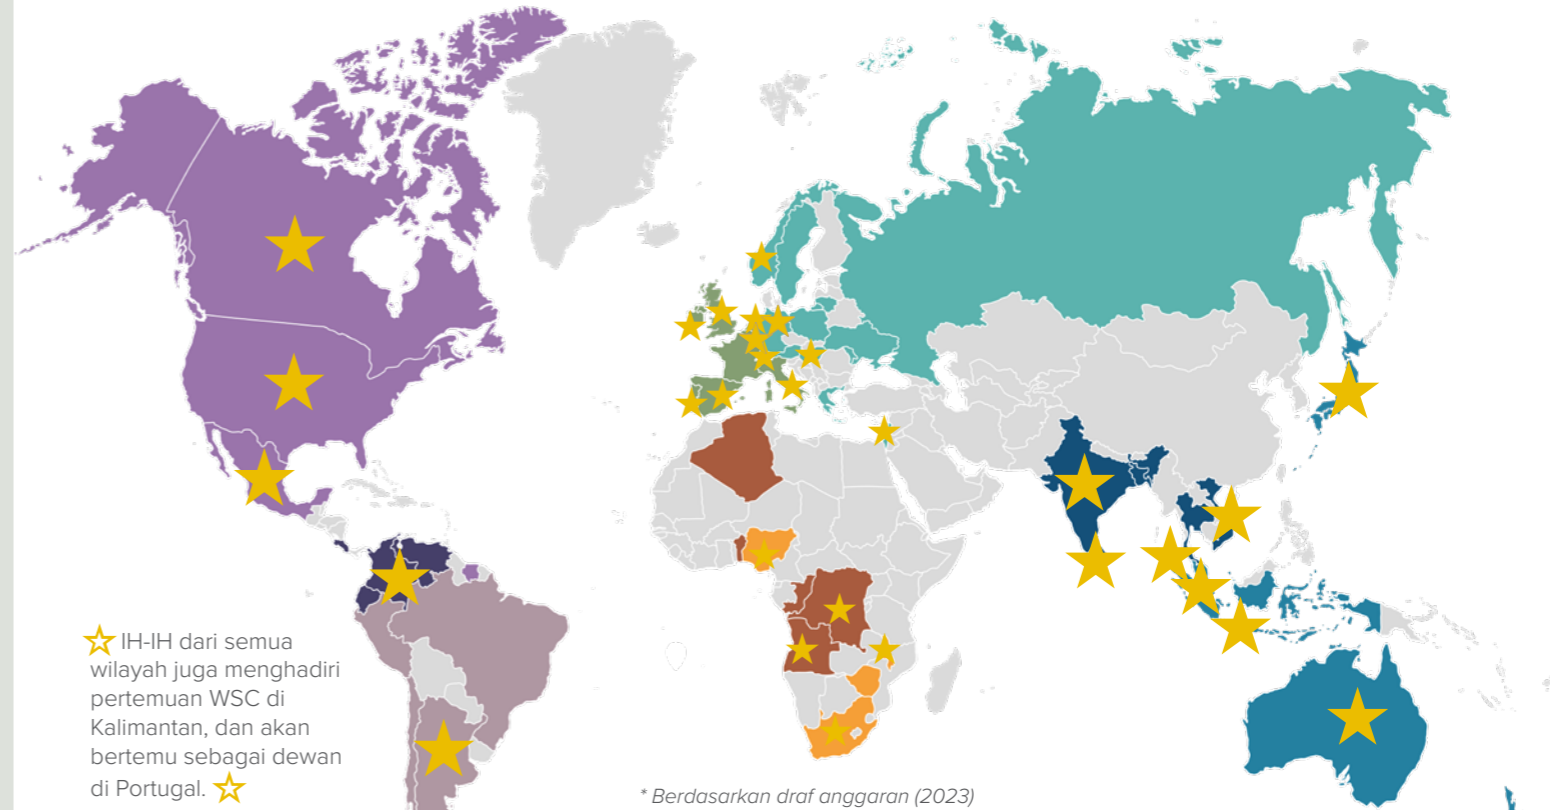 IH-IH dari semua
wilayah juga menghadiri
pertemuan WSC di
Kalimantan, dan akan
bertemu sebagai dewan
di Portugal.
* Berdasarkan draf anggaran (2023)